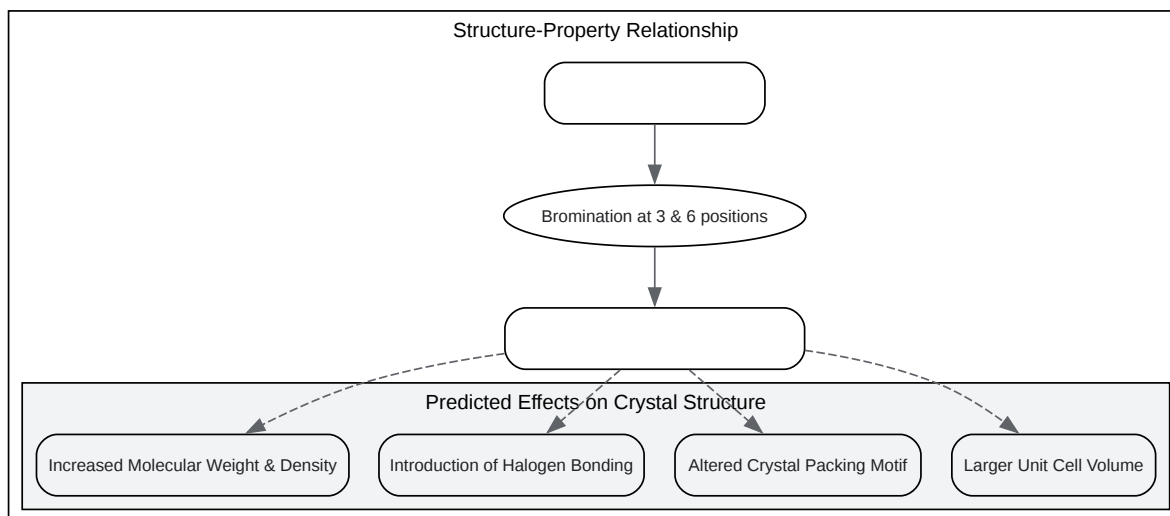 Structure-Property Relationship
Bromination at 3 & 6 positions
Predicted Effects on Crystal Structure
Increased Molecular Weight & Density
Introduction of Halogen Bonding
Altered Crystal Packing Motif
Larger Unit Cell Volume